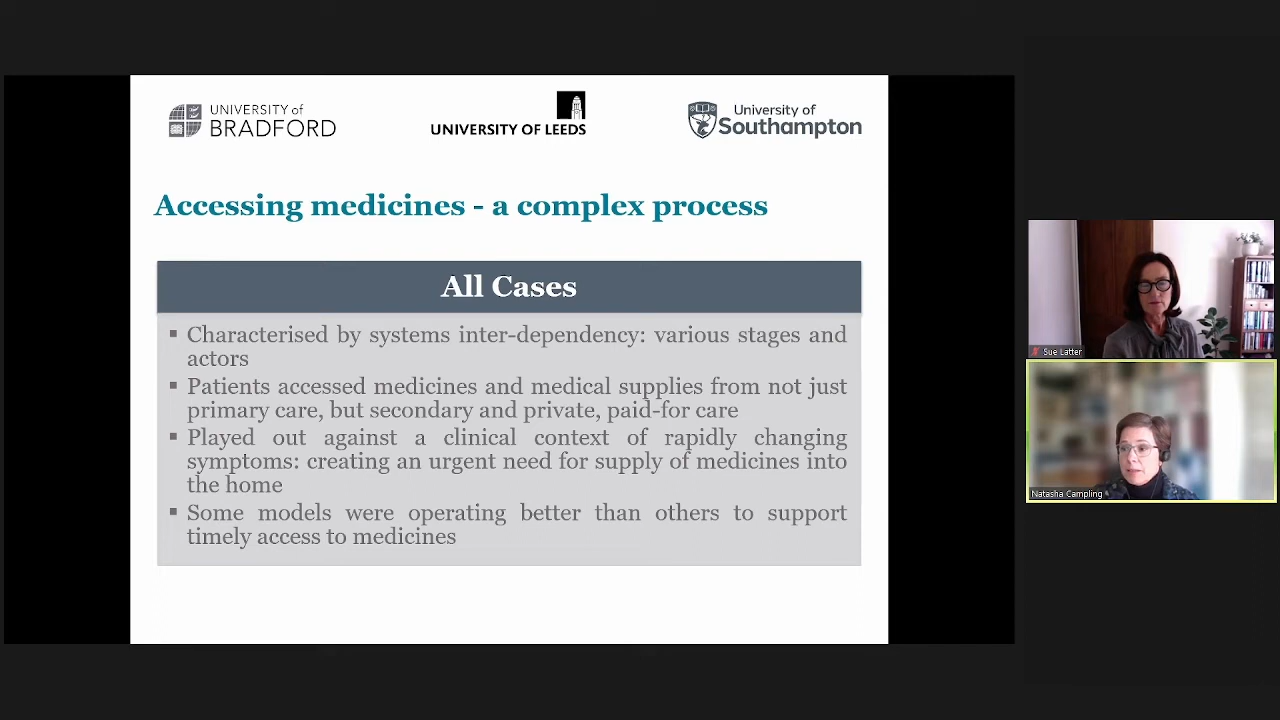 UNIVERSITY of
BRADFORD
UNIVERSITY OF LEEDS
University of
Southampton
Accessing medicines - a complex process
All Cases
▪ Characterised by systems inter-dependency: various stages and
actors
▪ Patients accessed medicines and medical supplies from not just
primary care, but secondary and private, paid-for care
▪ Played out against a clinical context of rapidly changing
symptoms: creating an urgent need for supply of medicines into
the home
▪ Some models were operating better than others to support
timely access to medicines
Sue Latter
Natasha Campling